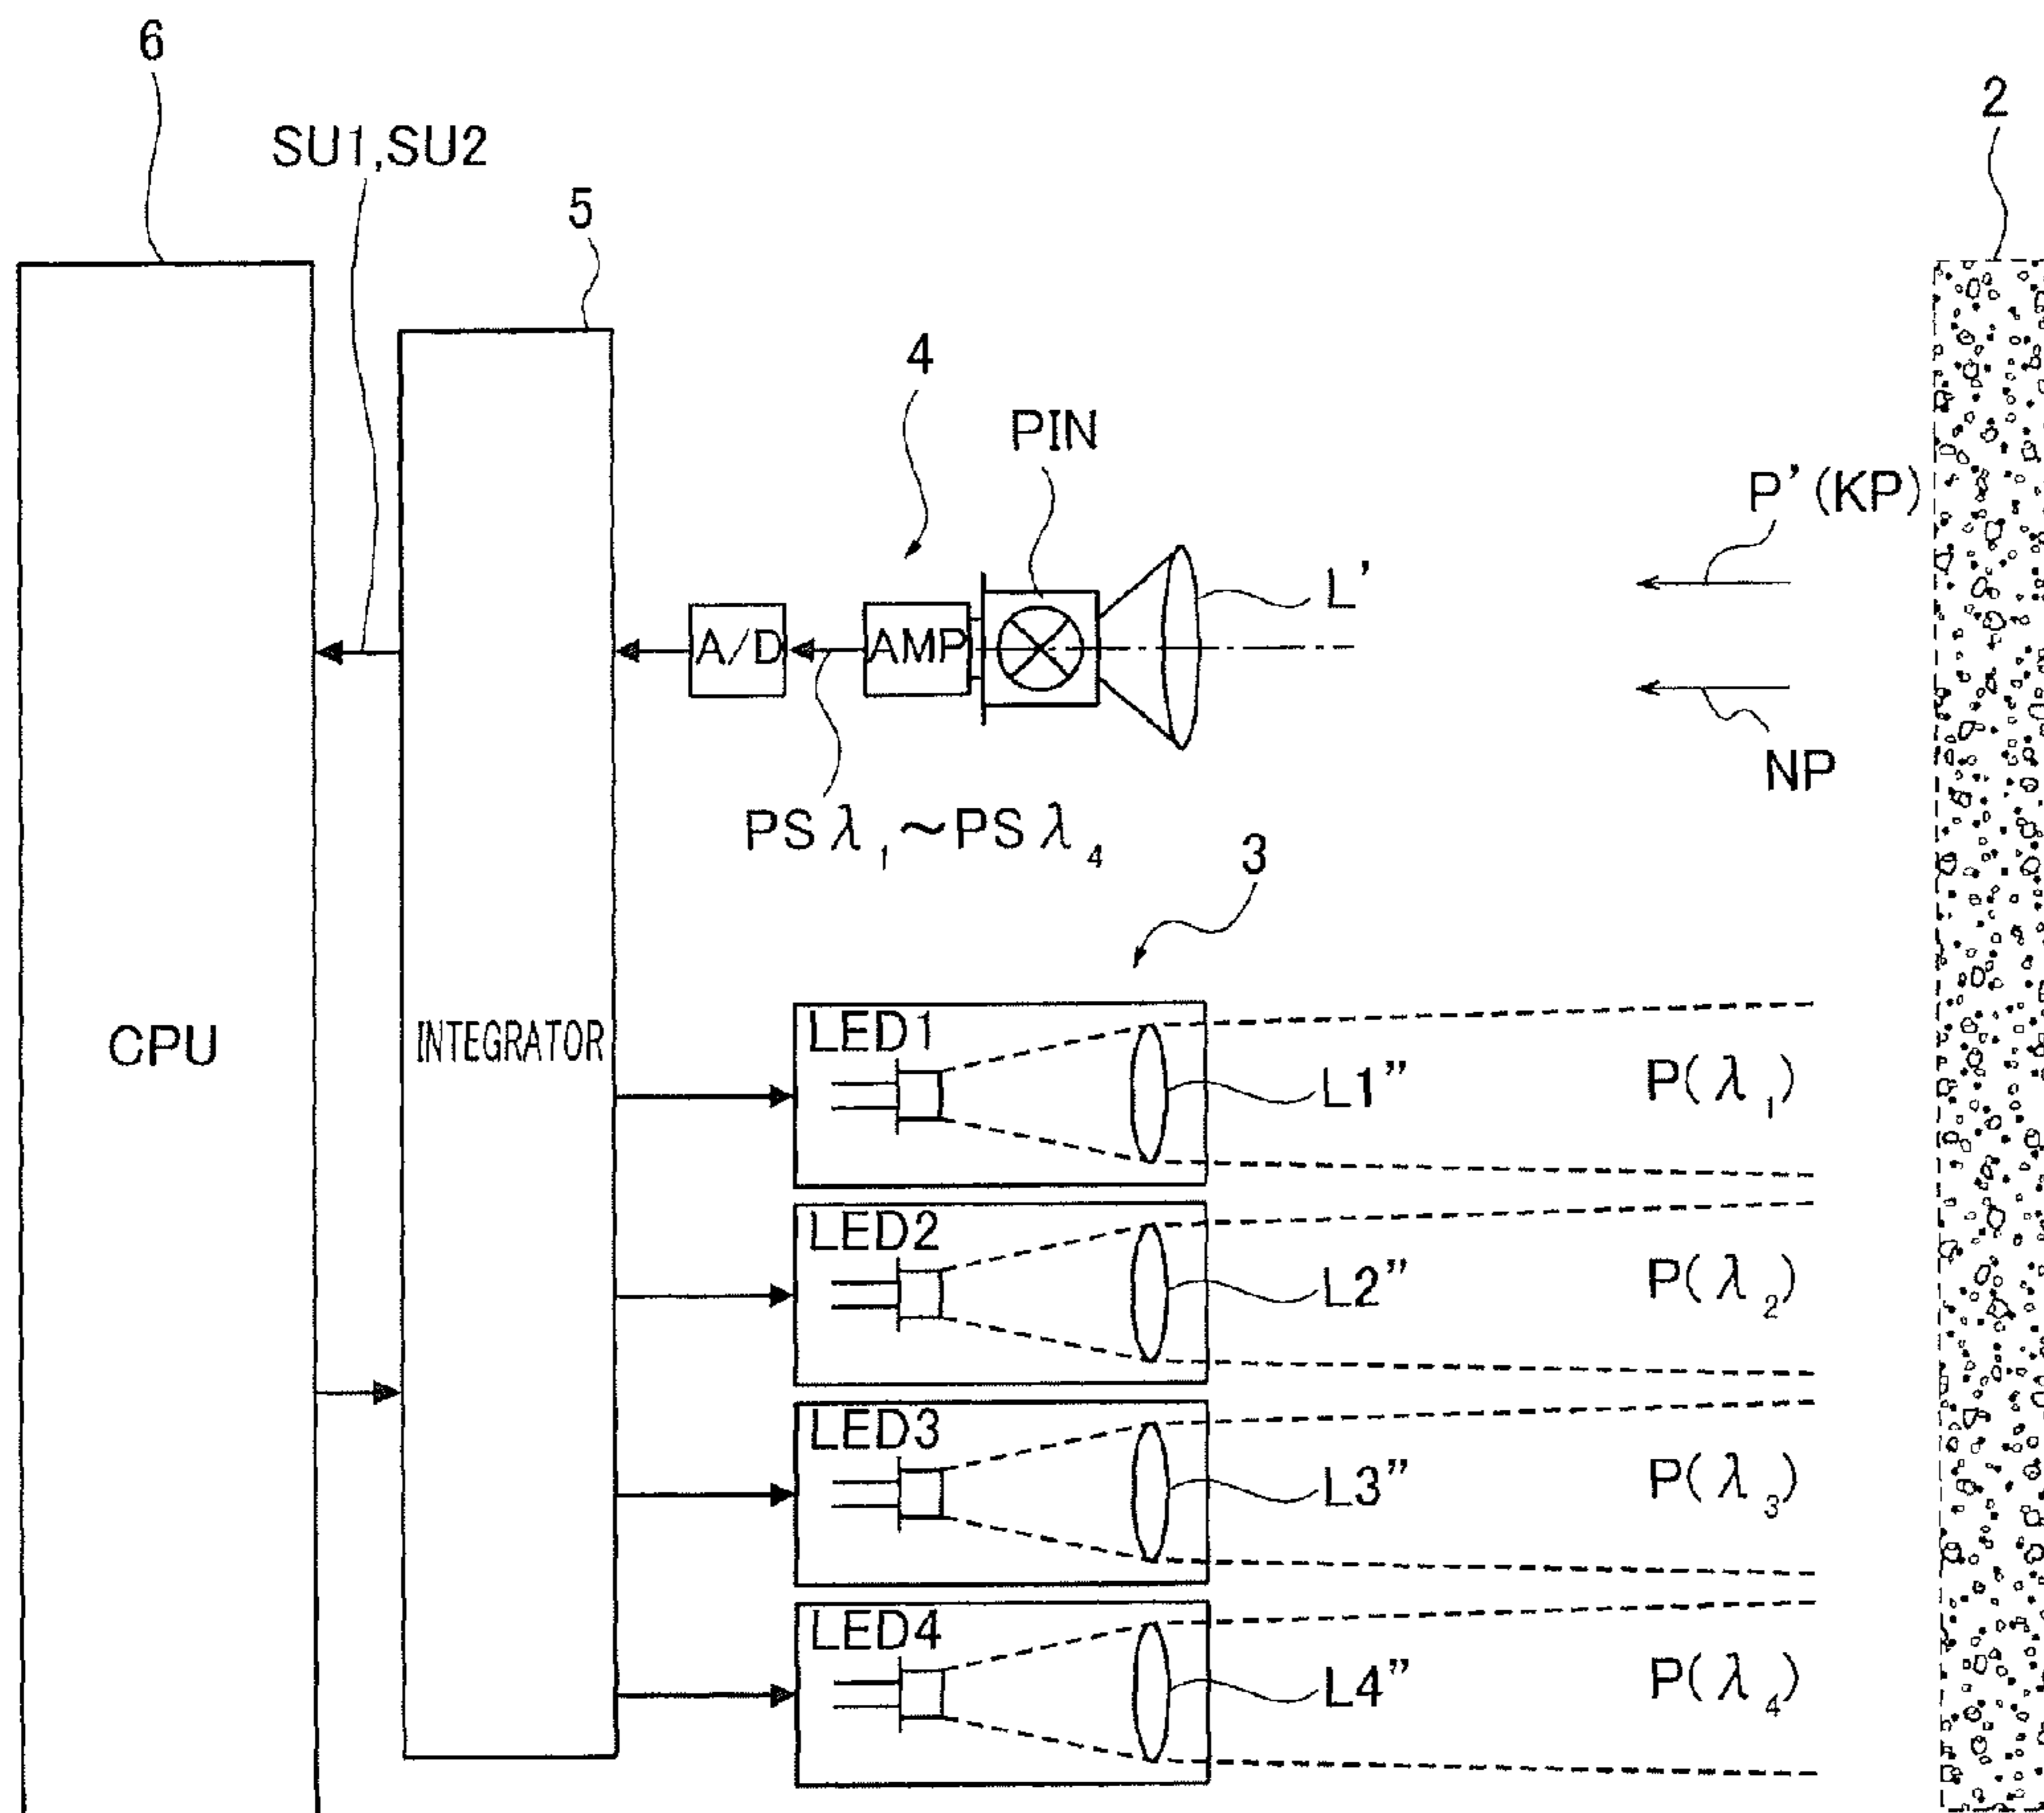 6
2
SU1,SU2
5
4
PIN
P'(KP)
L'
A/D
AMP
NP
PSλ₁~PSλ₄
3
CPU
INTEGRATOR
LED1
L1”
P(λ₁)
LED2
L2”
P(λ₂)
LED3
L3”
P(λ₃)
LED4
L4”
P(λ₄)